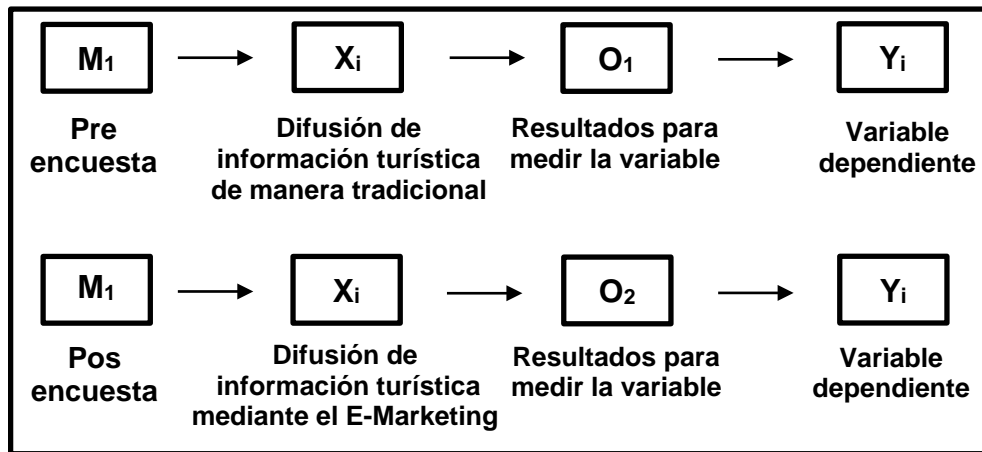 M1 Xi O1 Yi
Pre
encuesta
Difusión de
información turística
de manera tradicional
Resultados para
medir la variable
Variable
dependiente
M1 Xi O2 Yi
Pos
encuesta
Difusión de
información turística
mediante el E-Marketing
Resultados para
medir la variable
Variable
dependiente